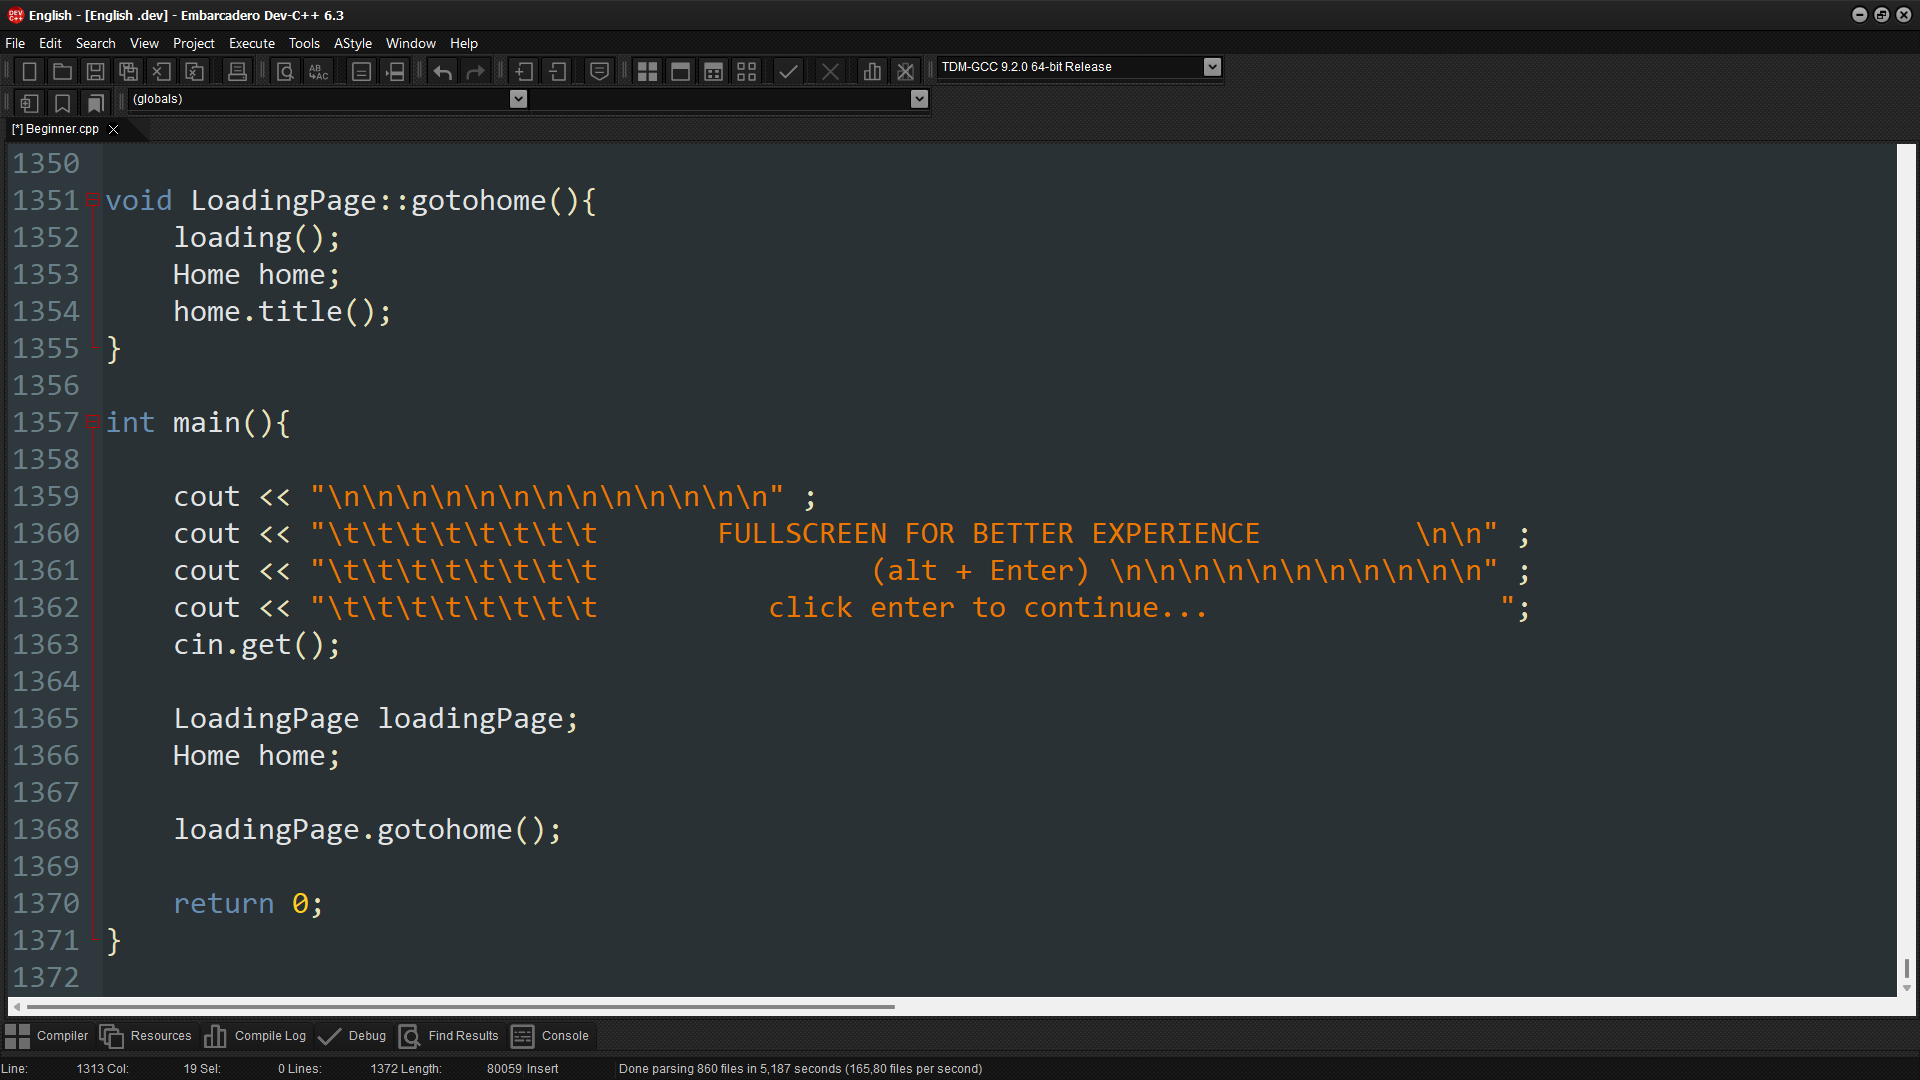 English - [English .dev] - Embarcadero Dev-C++ 6.3
File Edit Search View Project Execute Tools AStyle Window Help
TDM-GCC 9.2.0 64-bit Release
(globals)
[*] Beginner.cpp
1350
1351 void LoadingPage::gotohome(){
1352     loading();
1353     Home home;
1354     home.title();
1355 }
1356
1357 int main(){
1358
1359     cout << "\n\n\n\n\n\n\n\n\n\n\n\n\n" ;
1360     cout << "\t\t\t\t\t\t\t\t       FULLSCREEN FOR BETTER EXPERIENCE         \n\n" ;
1361     cout << "\t\t\t\t\t\t\t\t                (alt + Enter) \n\n\n\n\n\n\n\n\n\n\n" ;
1362     cout << "\t\t\t\t\t\t\t\t          click enter to continue...                 ";
1363     cin.get();
1364
1365     LoadingPage loadingPage;
1366     Home home;
1367
1368     loadingPage.gotohome();
1369
1370     return 0;
1371 }
1372
Compiler Resources Compile Log Debug Find Results Console
Line: 1313 Col: 19 Sel: 0 Lines: 1372 Length: 80059 Insert Done parsing 860 files in 5,187 seconds (165,80 files per second)